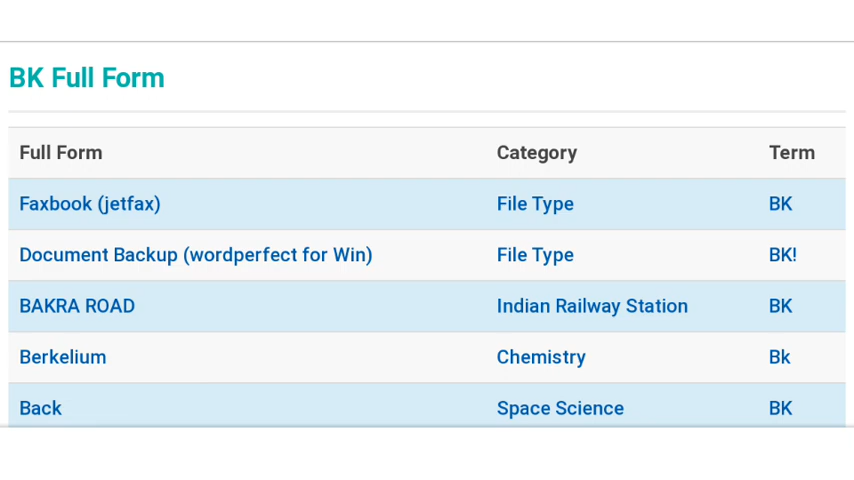 BK Full Form
Full Form Category Term
Faxbook (jetfax) File Type BK
Document Backup (wordperfect for Win) File Type BK!
BAKRA ROAD Indian Railway Station BK
Berkelium Chemistry Bk
Back Space Science BK